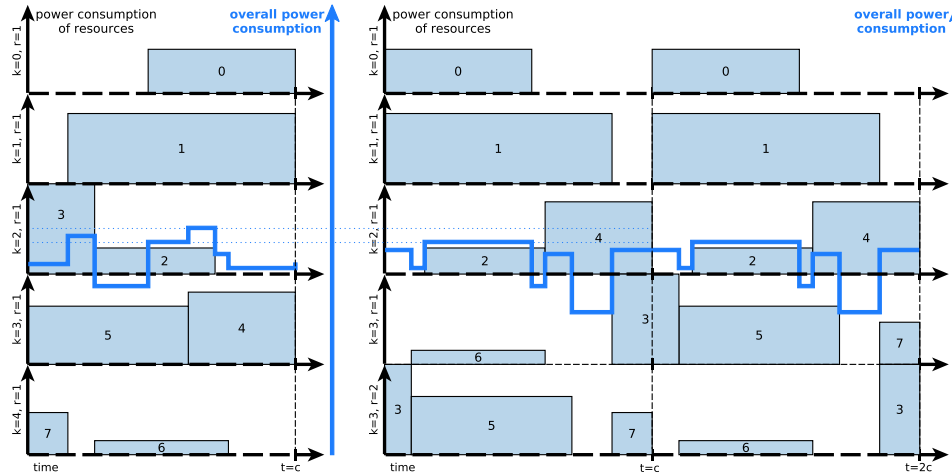 power consumption
of resources
overall power
consumption
k=0, r=1
0
k=1, r=1
1
k=2, r=1
3
2
k=3, r=1
5
4
k=4, r=1
7
6
time
t=c
power consumption
of resources
overall power
consumption
k=0, r=1
0
0
k=1, r=1
1
1
k=2, r=1
2
4
2
4
k=3, r=1
6
3
5
7
k=3, r=2
3
5
7
6
3
time
t=c
t=2c